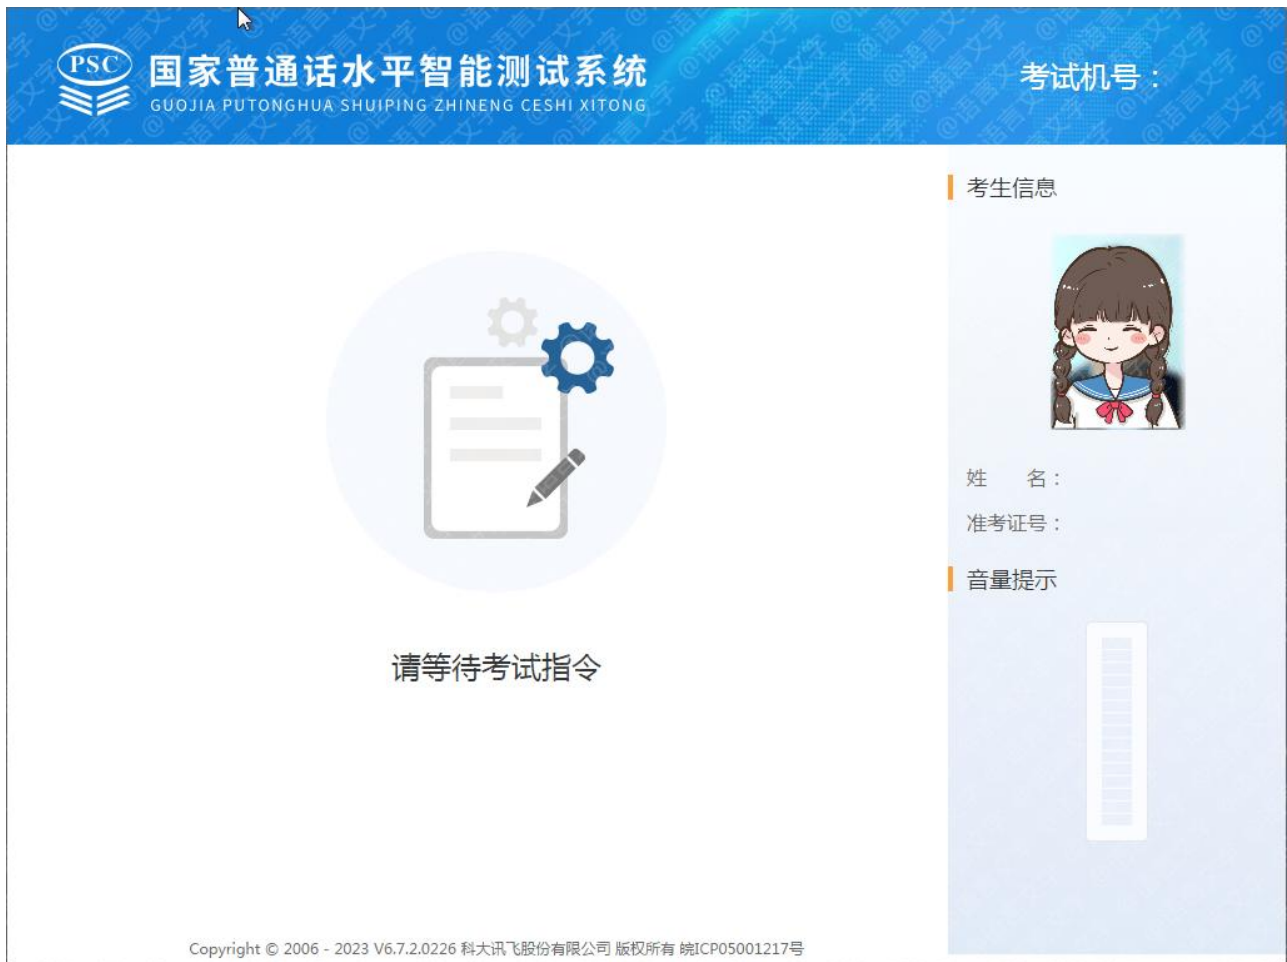 PSC
国家普通话水平智能测试系统
GUOJIA PUTONGHUA SHUIPING ZHINENG CESHI XITONG
考试机号：
考生信息
姓　　名：
准考证号：
音量提示
请等待考试指令
Copyright © 2006 - 2023 V6.7.2.0226 科大讯飞股份有限公司 版权所有 皖ICP05001217号
@语言文字